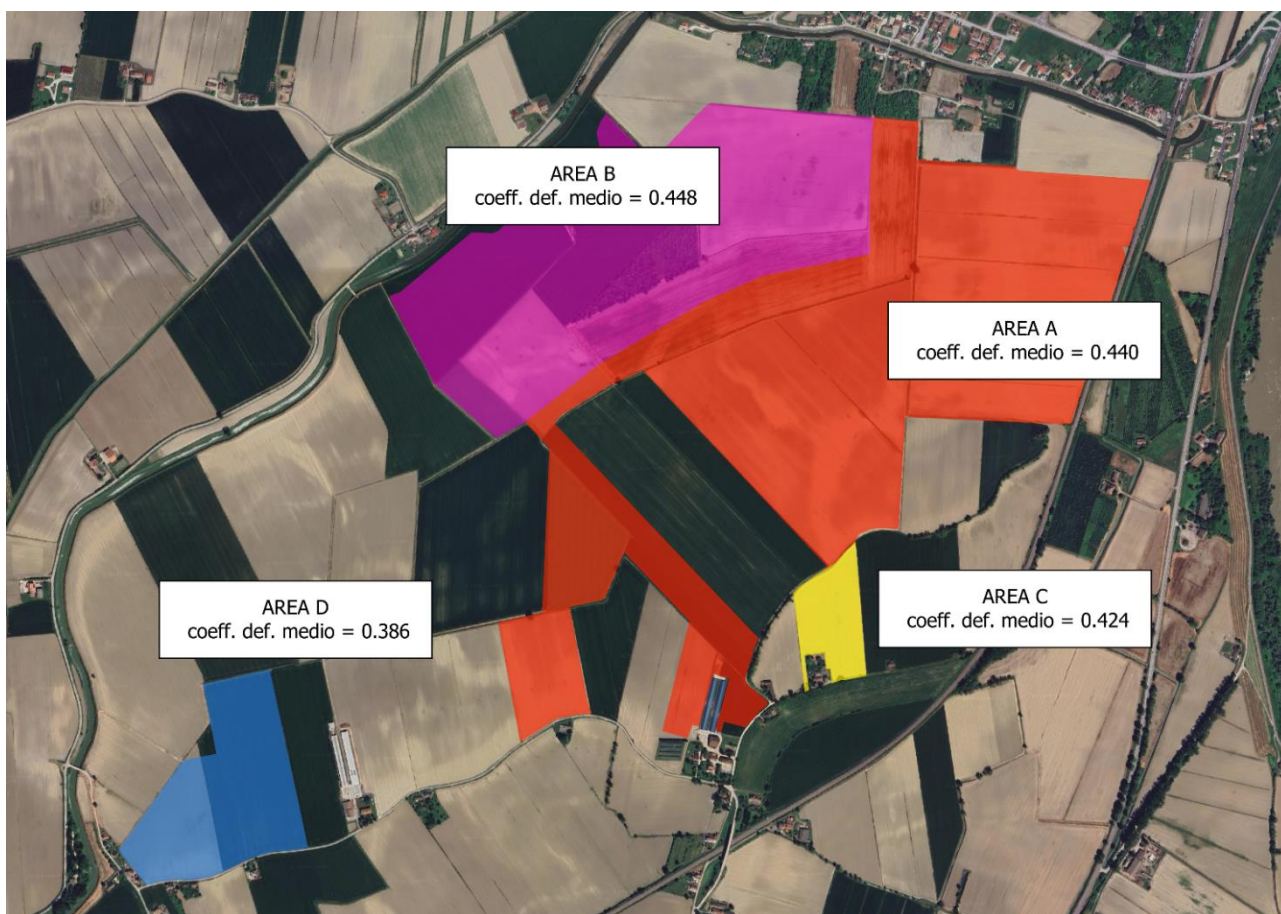 AREA B
coeff. def. medio = 0.448
AREA A
coeff. def. medio = 0.440
AREA D
coeff. def. medio = 0.386
AREA C
coeff. def. medio = 0.424